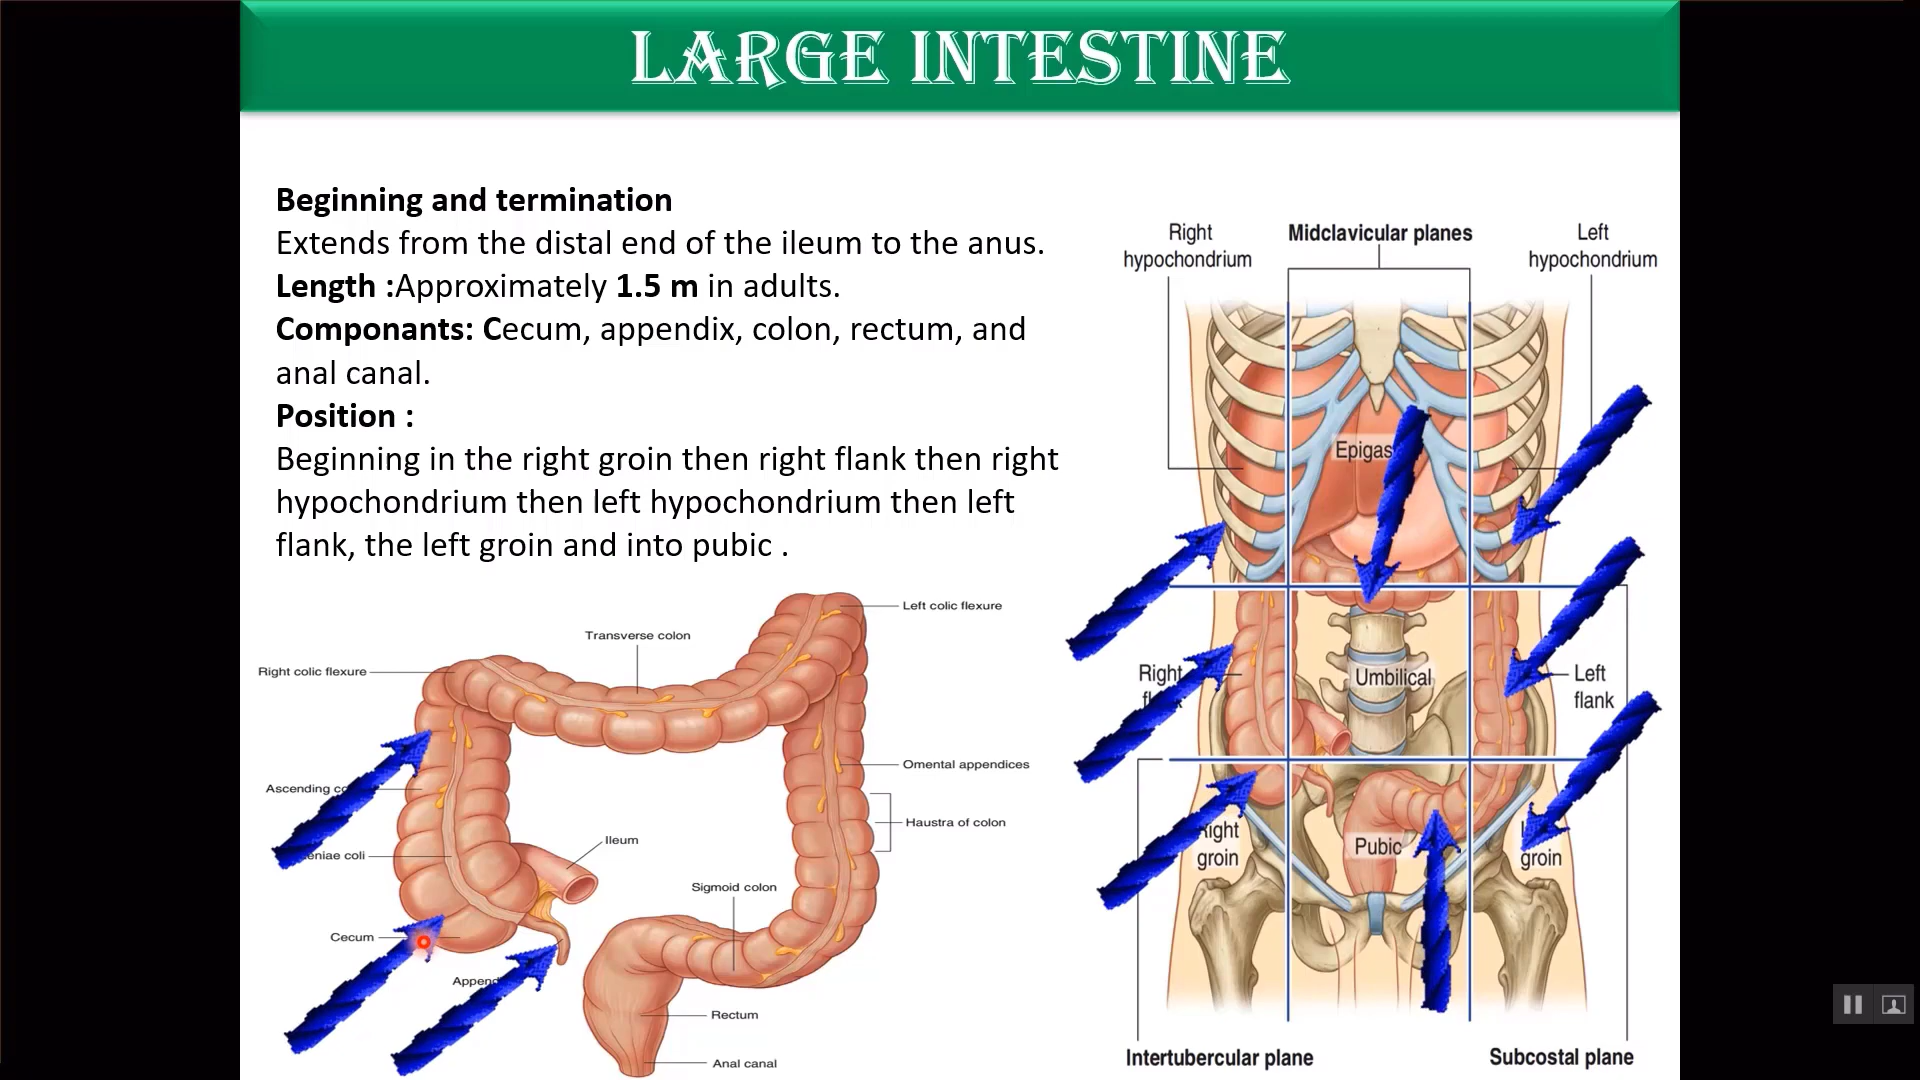 LARGE INTESTINE
Beginning and termination
Extends from the distal end of the ileum to the anus.
Length :Approximately 1.5 m in adults.
Componants: Cecum, appendix, colon, rectum, and
anal canal.
Position :
Beginning in the right groin then right flank then right
hypochondrium then left hypochondrium then left
flank, the left groin and into pubic .
Left colic flexure
Transverse colon
Right colic flexure
Omental appendices
Ascending
Haustra of colon
Ileum
coli
Sigmoid colon
Cecum
Rectum
Anal canal
Right
hypochondrium
Midclavicular planes
Left
hypochondrium
Epigas
Right
Umbilical
Left
flank
Right
groin
Pubic
groin
Intertubercular plane
Subcostal plane